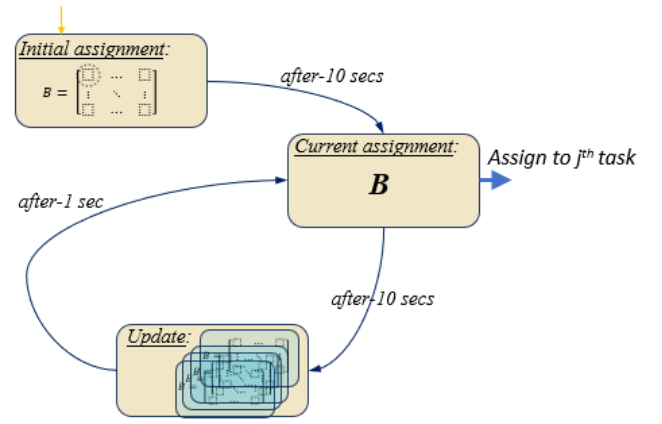 Initial assignment:
B =
...
...
after-10 secs
Current assignment:
B
Assign to jth task
after-1 sec
after-10 secs
Update:
B =